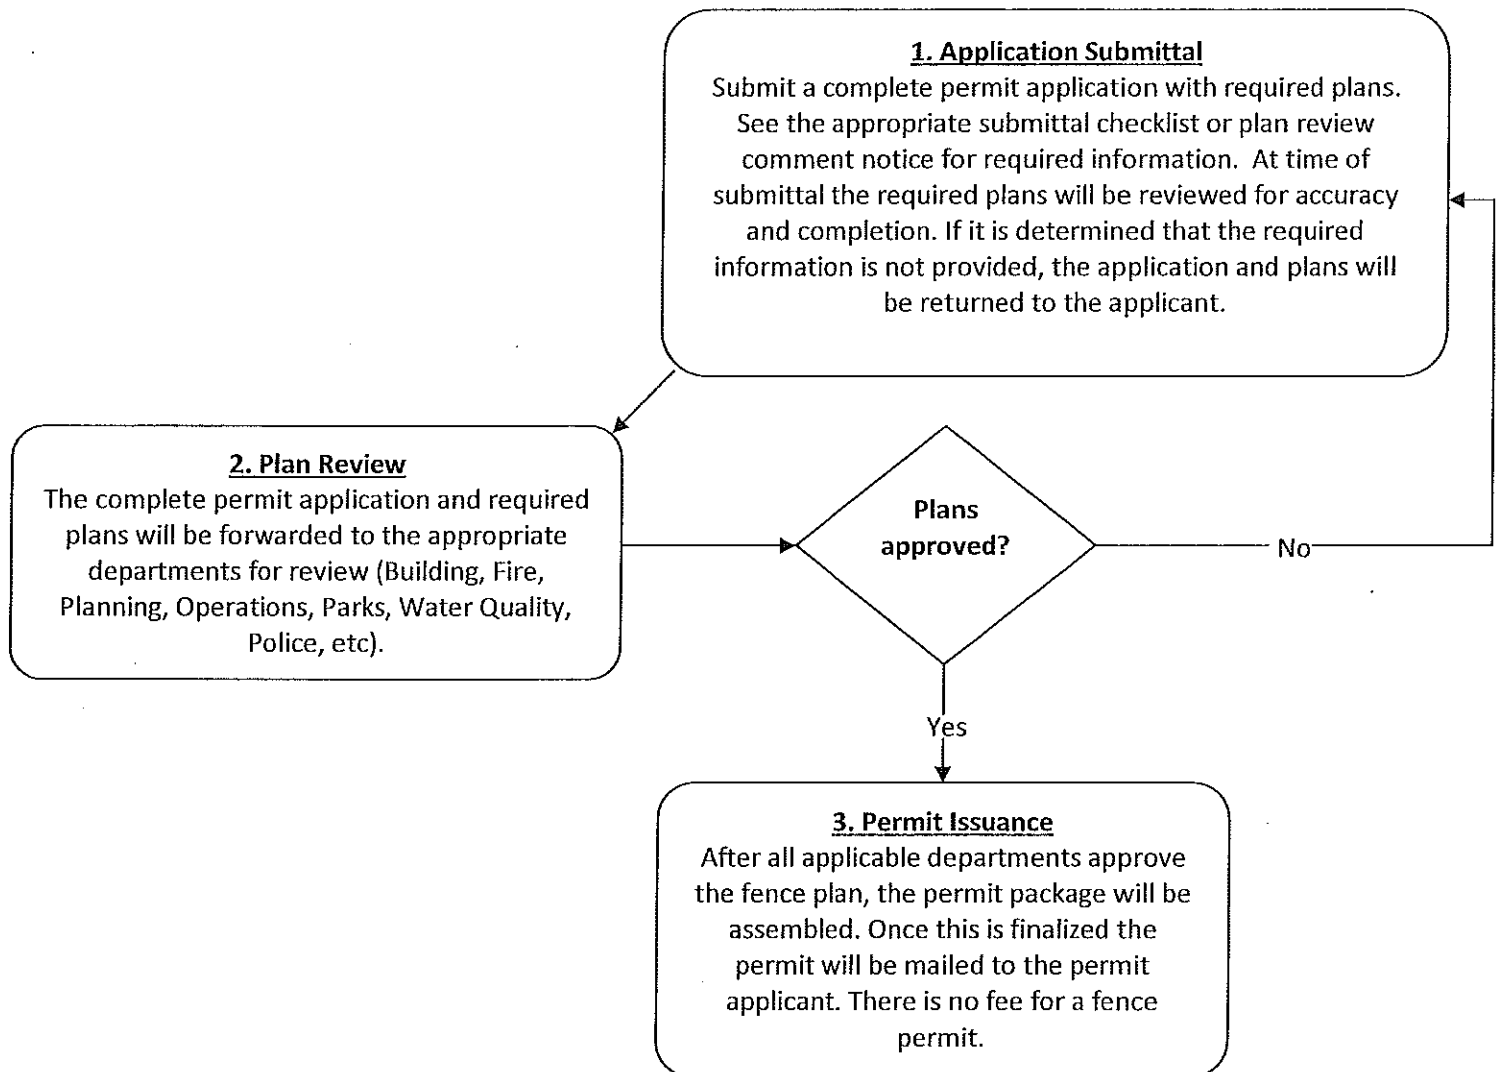 1. Application Submittal
Submit a complete permit application with required plans.
See the appropriate submittal checklist or plan review
comment notice for required information.  At time of
submittal the required plans will be reviewed for accuracy
and completion. If it is determined that the required
information is not provided, the application and plans will
be returned to the applicant.
2. Plan Review
The complete permit application and required
plans will be forwarded to the appropriate
departments for review (Building, Fire,
Planning, Operations, Parks, Water Quality,
Police, etc).
Plans
approved?
No
Yes
3. Permit Issuance
After all applicable departments approve
the fence plan, the permit package will be
assembled. Once this is finalized the
permit will be mailed to the permit
applicant. There is no fee for a fence
permit.